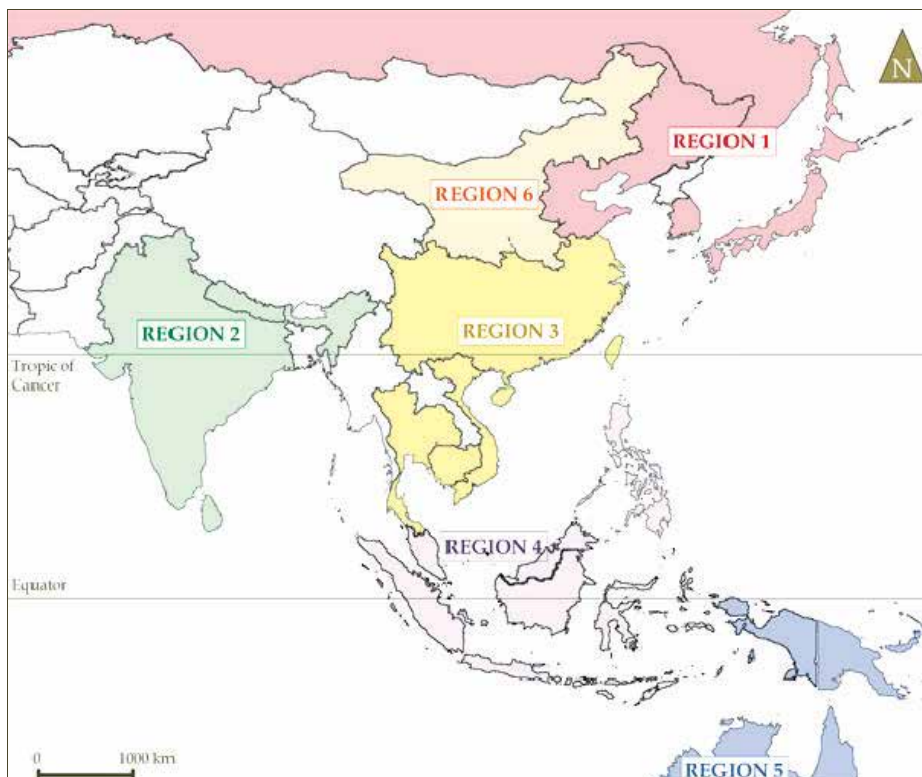 N
REGION 1
REGION 6
REGION 2
REGION 3
Tropic of
Cancer
REGION 4
Equator
0 1000 km
REGION 5